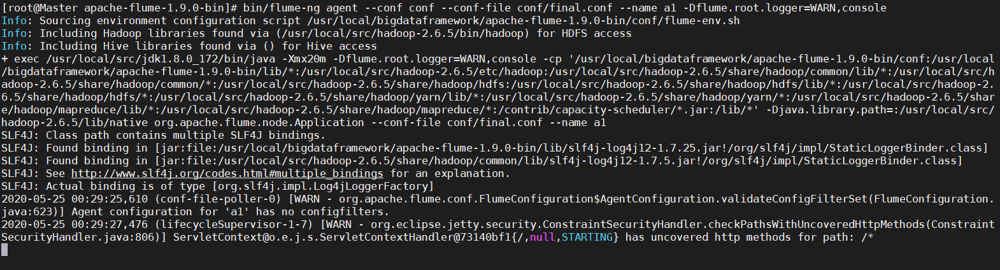 [root@Master apache-flume-1.9.0-bin]# bin/flume-ng agent --conf conf --conf-file conf/final.conf --name a1 -Dflume.root.logger=WARN,console
Info: Sourcing environment configuration script /usr/local/bigdataframework/apache-flume-1.9.0-bin/conf/flume-env.sh
Info: Including Hadoop libraries found via (/usr/local/src/hadoop-2.6.5/bin/hadoop) for HDFS access
Info: Including Hive libraries found via () for Hive access
+ exec /usr/local/src/jdk1.8.0_172/bin/java -Xmx20m -Dflume.root.logger=WARN,console -cp '/usr/local/bigdataframework/apache-flume-1.9.0-bin/conf:/usr/local
/bigdataframework/apache-flume-1.9.0-bin/lib/*:/usr/local/src/hadoop-2.6.5/etc/hadoop:/usr/local/src/hadoop-2.6.5/share/hadoop/common/lib/*:/usr/local/src/h
adoop-2.6.5/share/hadoop/common/*:/usr/local/src/hadoop-2.6.5/share/hadoop/hdfs:/usr/local/src/hadoop-2.6.5/share/hadoop/hdfs/lib/*:/usr/local/src/hadoop-2.
6.5/share/hadoop/hdfs/*:/usr/local/src/hadoop-2.6.5/share/hadoop/yarn/lib/*:/usr/local/src/hadoop-2.6.5/share/hadoop/yarn/*:/usr/local/src/hadoop-2.6.5/shar
e/hadoop/mapreduce/lib/*:/usr/local/src/hadoop-2.6.5/share/hadoop/mapreduce/*:/contrib/capacity-scheduler/*.jar:/lib/*' -Djava.library.path=:/usr/local/src/
hadoop-2.6.5/lib/native org.apache.flume.node.Application --conf-file conf/final.conf --name a1
SLF4J: Class path contains multiple SLF4J bindings.
SLF4J: Found binding in [jar:file:/usr/local/bigdataframework/apache-flume-1.9.0-bin/lib/slf4j-log4j12-1.7.25.jar!/org/slf4j/impl/StaticLoggerBinder.class]
SLF4J: Found binding in [jar:file:/usr/local/src/hadoop-2.6.5/share/hadoop/common/lib/slf4j-log4j12-1.7.5.jar!/org/slf4j/impl/StaticLoggerBinder.class]
SLF4J: See http://www.slf4j.org/codes.html#multiple_bindings for an explanation.
SLF4J: Actual binding is of type [org.slf4j.impl.Log4jLoggerFactory]
2020-05-25 00:29:25,610 (conf-file-poller-0) [WARN - org.apache.flume.conf.FlumeConfiguration$AgentConfiguration.validateConfigFilterSet(FlumeConfiguration.
java:623)] Agent configuration for 'a1' has no configfilters.
2020-05-25 00:29:27,476 (lifecycleSupervisor-1-7) [WARN - org.eclipse.jetty.security.ConstraintSecurityHandler.checkPathsWithUncoveredHttpMethods(Constraint
SecurityHandler.java:806)] ServletContext@o.e.j.s.ServletContextHandler@73140bf1{/,null,STARTING} has uncovered http methods for path: /*